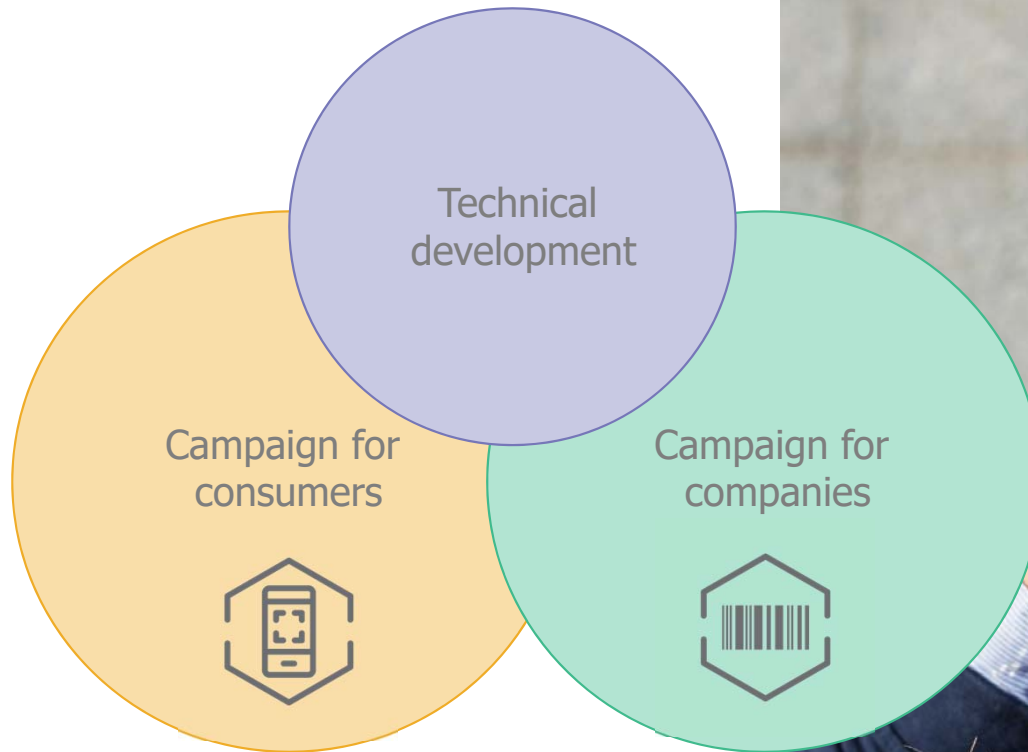 Technical
development
Campaign for
consumers
Campaign for
companies